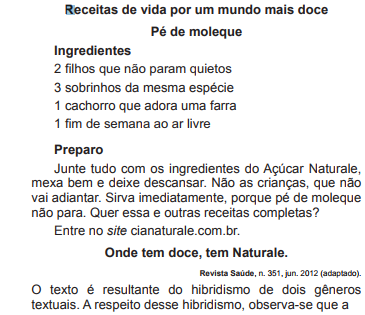 Receitas de vida por um mundo mais doce
Pé de moleque
Ingredientes
2 filhos que não param quietos
3 sobrinhos da mesma espécie
1 cachorro que adora uma farra
1 fim de semana ao ar livre
Preparo
Junte tudo com os ingredientes do Açúcar Naturale,
mexa bem e deixe descansar. Não as crianças, que não
vai adiantar. Sirva imediatamente, porque pé de moleque
não para. Quer essa e outras receitas completas?
Entre no site cianaturale.com.br.
Onde tem doce, tem Naturale.
Revista Saúde, n. 351, jun. 2012 (adaptado).
O texto é resultante do hibridismo de dois gêneros
textuais. A respeito desse hibridismo, observa-se que a